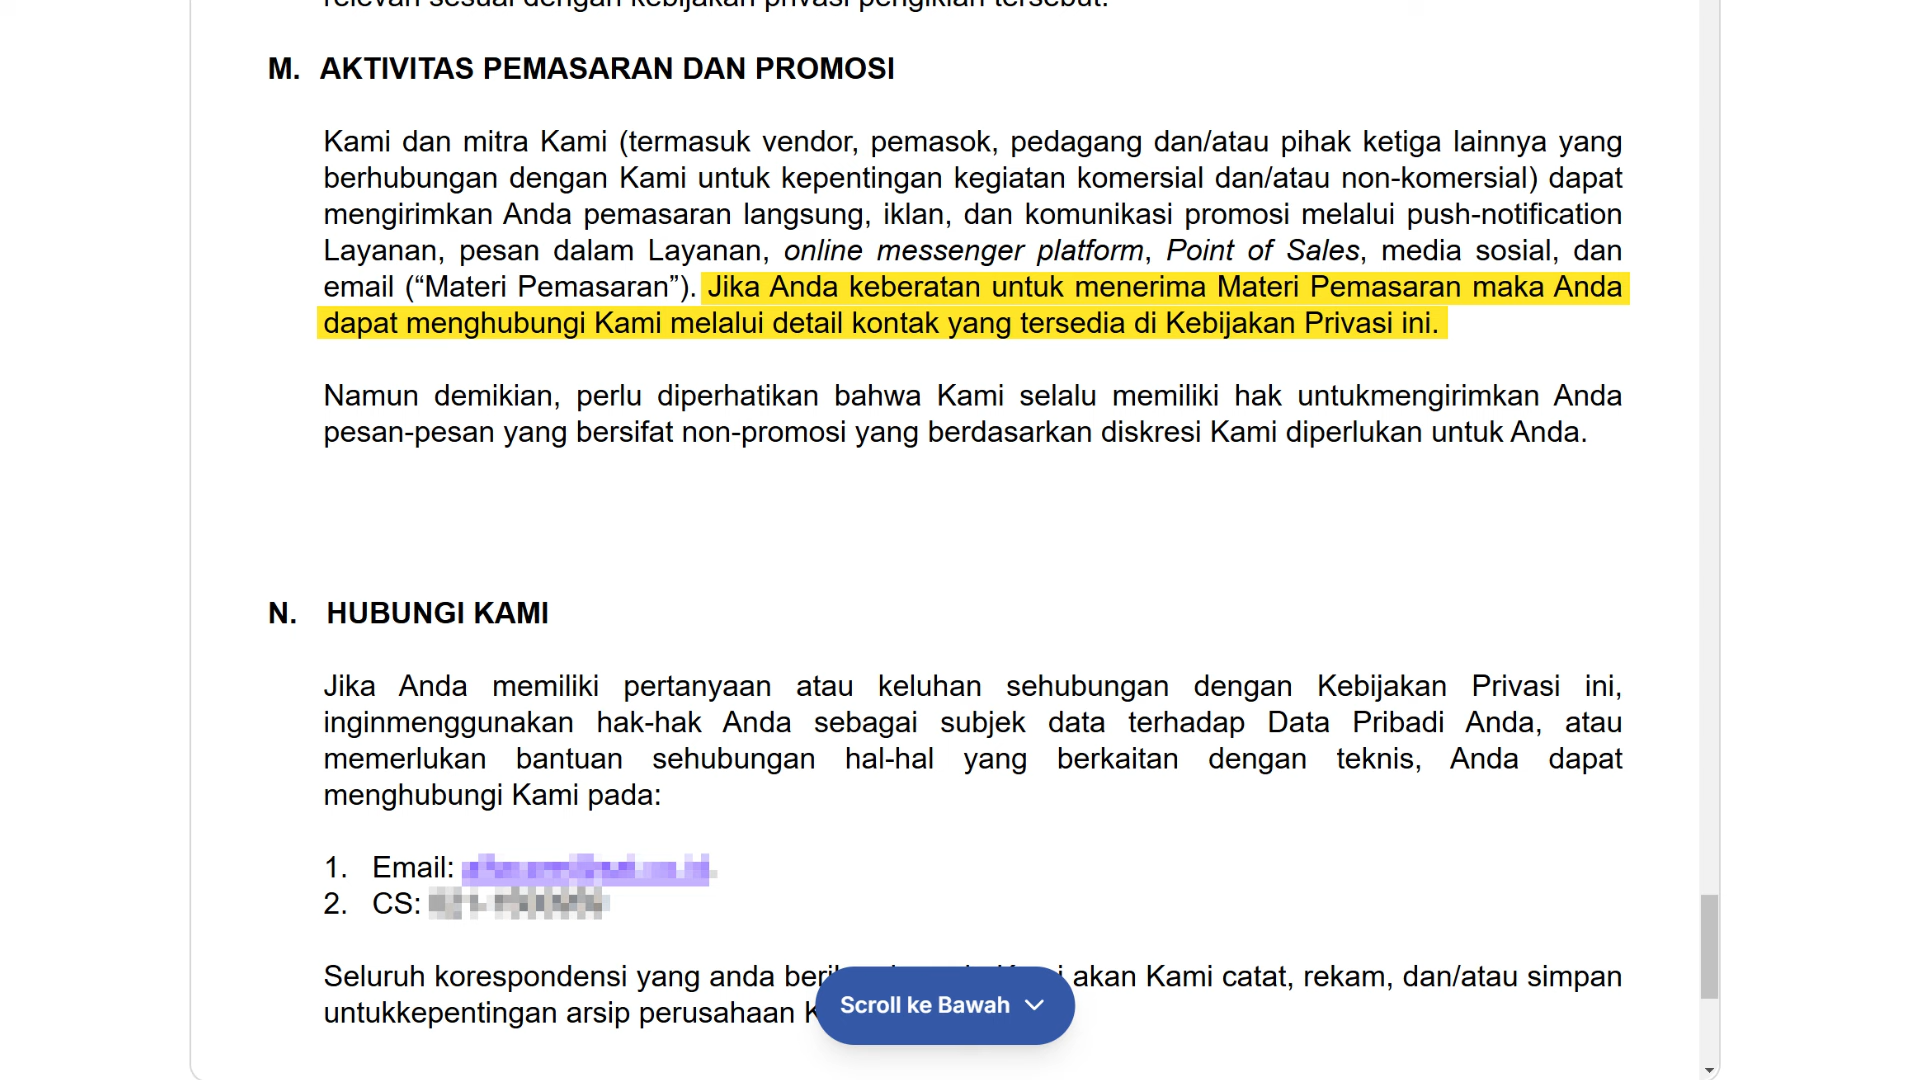 M. AKTIVITAS PEMASARAN DAN PROMOSI
Kami dan mitra Kami (termasuk vendor, pemasok, pedagang dan/atau pihak ketiga lainnya yang
berhubungan dengan Kami untuk kepentingan kegiatan komersial dan/atau non-komersial) dapat
mengirimkan Anda pemasaran langsung, iklan, dan komunikasi promosi melalui push-notification
Layanan, pesan dalam Layanan, online messenger platform, Point of Sales, media sosial, dan
email (“Materi Pemasaran”). Jika Anda keberatan untuk menerima Materi Pemasaran maka Anda
dapat menghubungi Kami melalui detail kontak yang tersedia di Kebijakan Privasi ini.
Namun demikian, perlu diperhatikan bahwa Kami selalu memiliki hak untukmengirimkan Anda
pesan-pesan yang bersifat non-promosi yang berdasarkan diskresi Kami diperlukan untuk Anda.
N. HUBUNGI KAMI
Jika Anda memiliki pertanyaan atau keluhan sehubungan dengan Kebijakan Privasi ini,
inginmenggunakan hak-hak Anda sebagai subjek data terhadap Data Pribadi Anda, atau
memerlukan bantuan sehubungan hal-hal yang berkaitan dengan teknis, Anda dapat
menghubungi Kami pada:
1. Email:
2. CS:
Seluruh korespondensi yang anda akan Kami catat, rekam, dan/atau simpan
untukkepentingan arsip perusahaan
Scroll ke Bawah